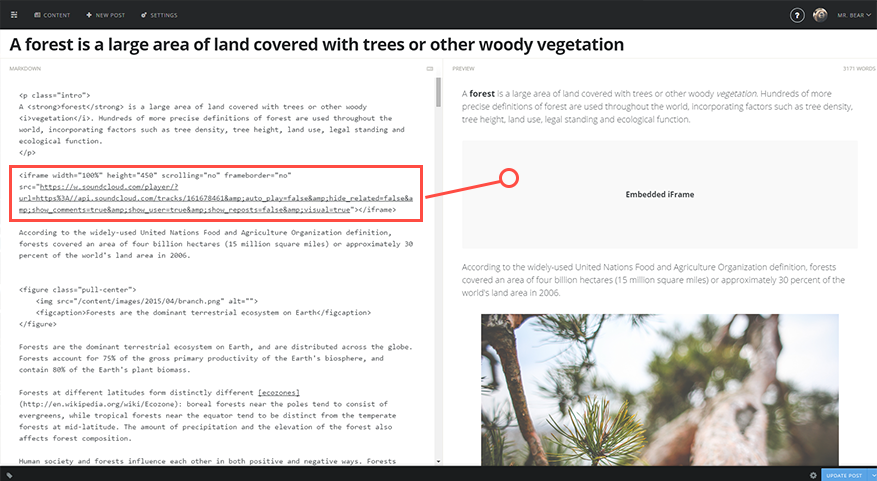 CONTENT NEW POST SETTINGS ? MR. BEAR
A forest is a large area of land covered with trees or other woody vegetation
MARKDOWN
<p class="intro">
A <strong>forest</strong> is a large area of land covered with trees or other woody
<i>vegetation</i>. Hundreds of more precise definitions of forest are used throughout the
world, incorporating factors such as tree density, tree height, land use, legal standing and
ecological function.
</p>
<iframe width="100%" height="450" scrolling="no" frameborder="no"
src="https://w.soundcloud.com/player/?
url=https%3A//api.soundcloud.com/tracks/161678461&amp;auto_play=false&amp;hide_related=false&a
mp;show_comments=true&amp;show_user=true&amp;show_reposts=false&amp;visual=true"></iframe>
According to the widely-used United Nations Food and Agriculture Organization definition,
forests covered an area of four billion hectares (15 million square miles) or approximately 30
percent of the world's land area in 2006.
<figure class="pull-center">
<img src="/content/images/2015/04/branch.png" alt="">
<figcaption>Forests are the dominant terrestrial ecosystem on Earth</figcaption>
</figure>
Forests are the dominant terrestrial ecosystem on Earth, and are distributed across the globe.
Forests account for 75% of the gross primary productivity of the Earth's biosphere, and
contain 80% of the Earth's plant biomass.
Forests at different latitudes form distinctly different [ecozones]
(http://en.wikipedia.org/wiki/Ecozone): boreal forests near the poles tend to consist of
evergreens, while tropical forests near the equator tend to be distinct from the temperate
forests at mid-latitude. The amount of precipitation and the elevation of the forest also
affects forest composition.
Human society and forests influence each other in both positive and negative ways. Forests
PREVIEW
3171 WORDS
A forest is a large area of land covered with trees or other woody vegetation. Hundreds of more
precise definitions of forest are used throughout the world, incorporating factors such as tree density,
tree height, land use, legal standing and ecological function.
Embedded iFrame
According to the widely-used United Nations Food and Agriculture Organization definition, forests
covered an area of four billion hectares (15 million square miles) or approximately 30 percent of the
world's land area in 2006.
UPDATE POST